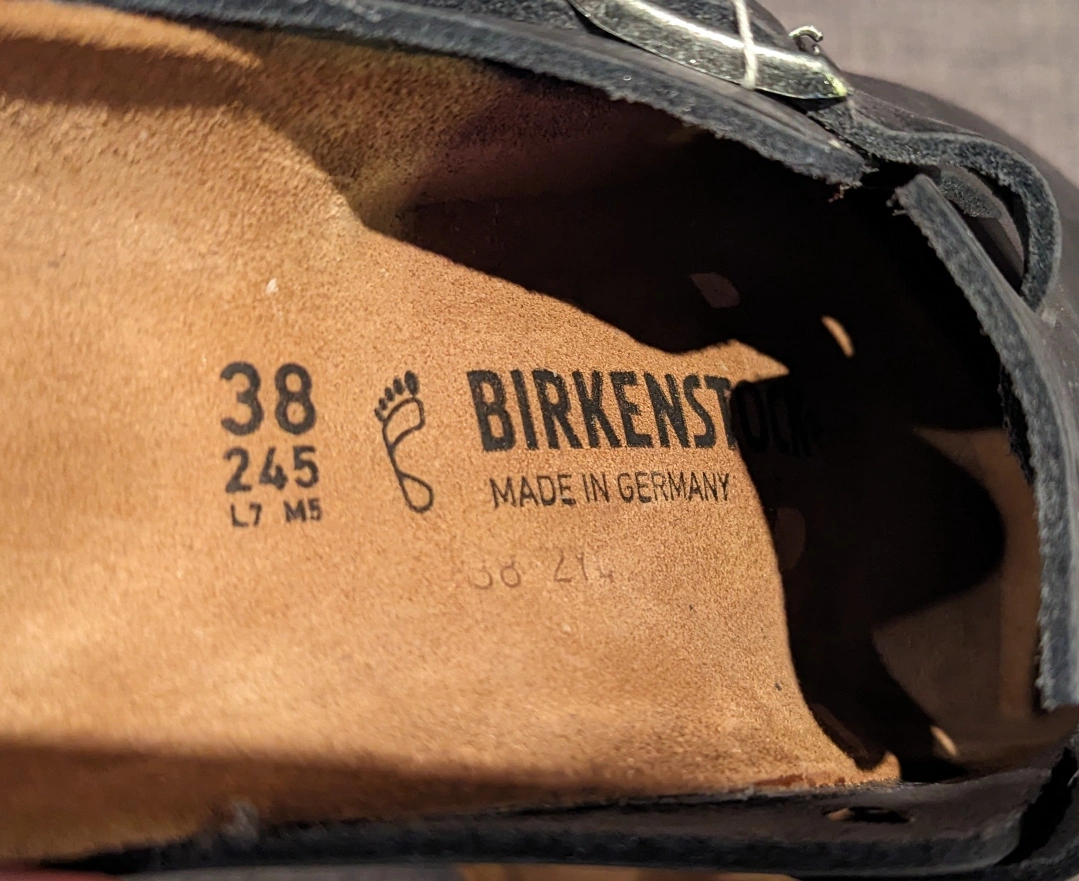 38
245
L7 M5
BIRKENSTOCK
MADE IN GERMANY
38 214